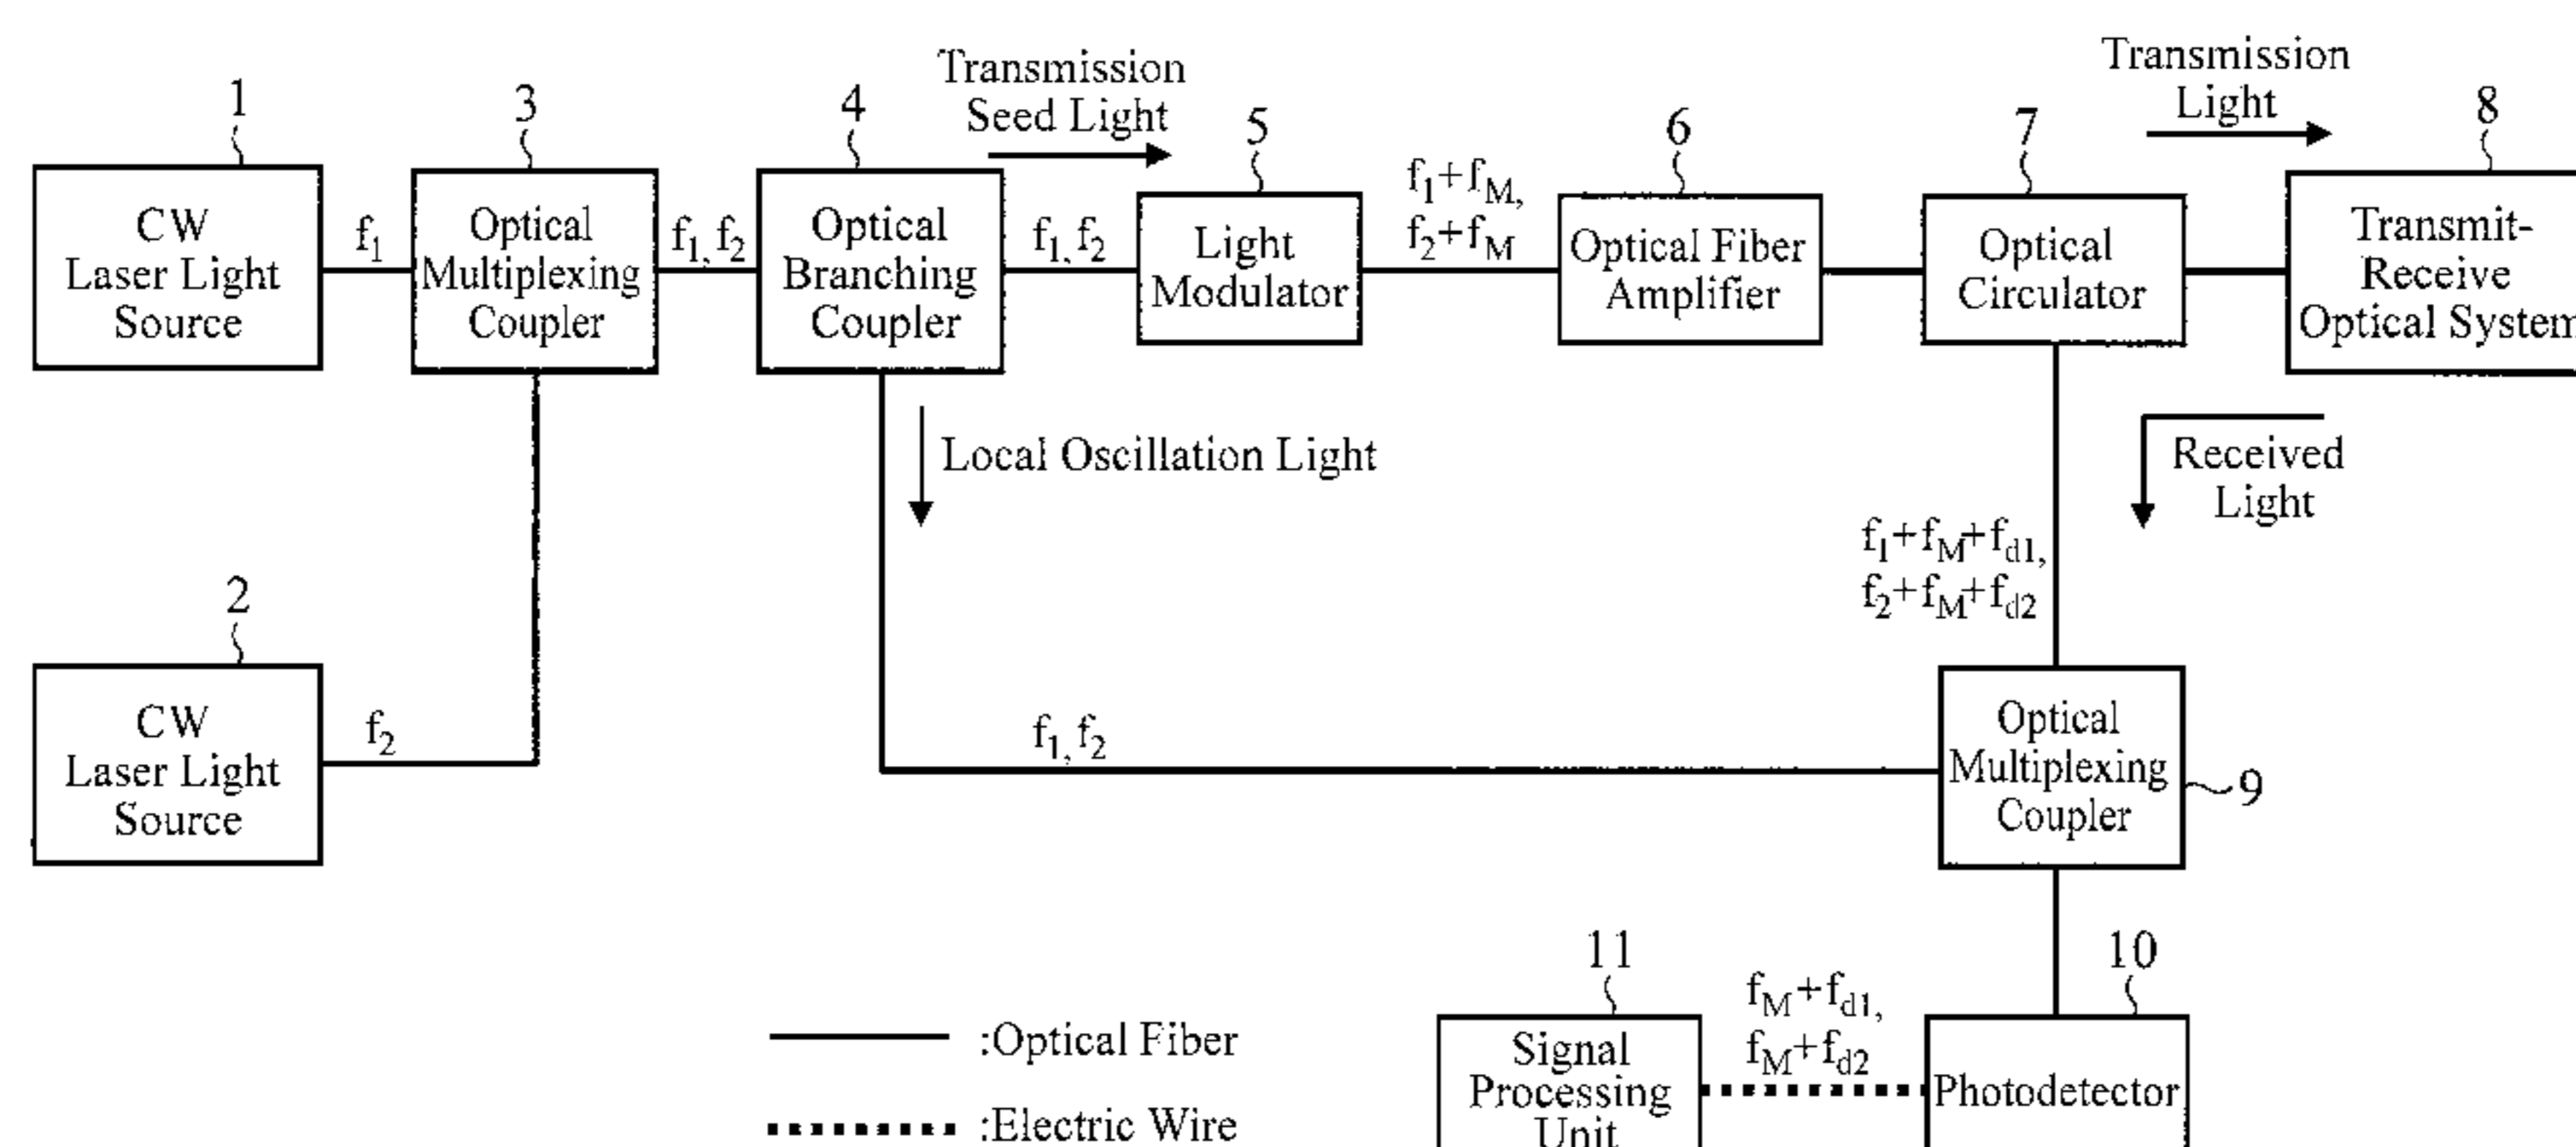 1
CW
Laser Light
Source
f1
3
Optical
Multiplexing
Coupler
f1, f2
4
Optical
Branching
Coupler
Transmission
Seed Light
f1, f2
5
Light
Modulator
f1+fM,
f2+fM
6
Optical Fiber
Amplifier
7
Optical
Circulator
Transmission
Light
8
Transmit-
Receive
Optical System
Local Oscillation Light
Received
Light
f1+fM+fd1,
f2+fM+fd2
2
CW
Laser Light
Source
f2
f1, f2
Optical
Multiplexing
Coupler
9
11
Signal
Processing
Unit
fM+fd1,
fM+fd2
10
Photodetector
:Optical Fiber
:Electric Wire